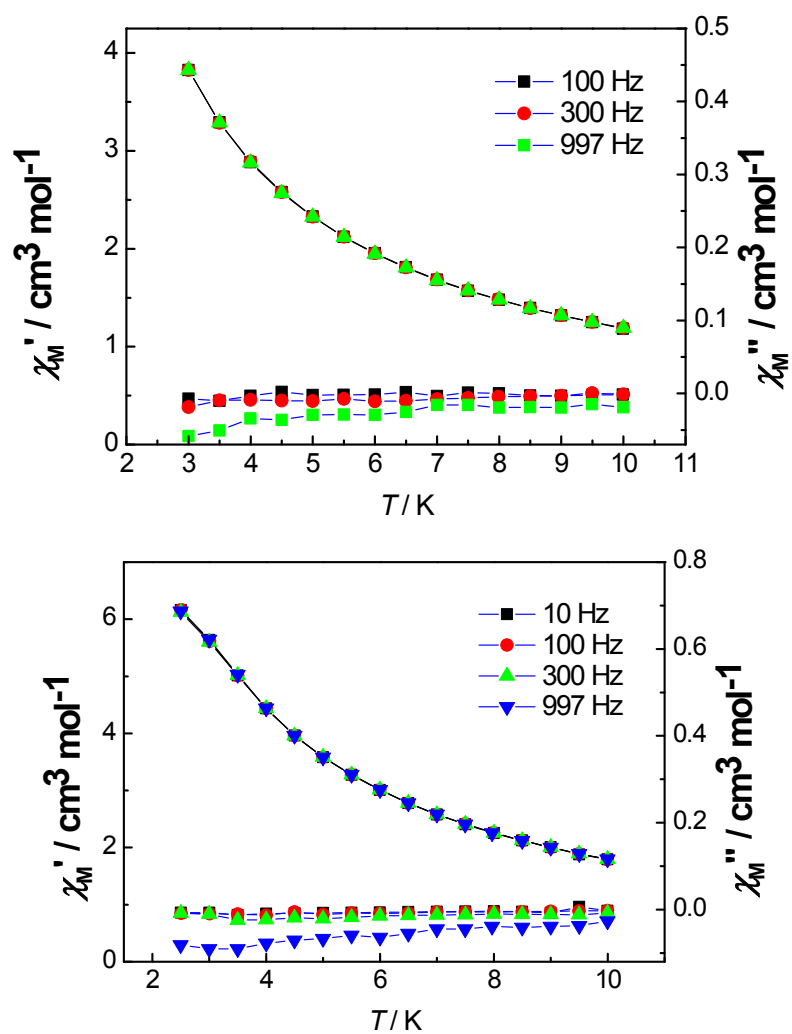 4
3
2
1
0
0.5
0.4
0.3
0.2
0.1
0.0
100 Hz
300 Hz
997 Hz
χM' / cm3 mol-1
χM'' / cm3 mol-1
2 3 4 5 6 7 8 9 10 11
T / K
6
4
2
0
0.8
0.6
0.4
0.2
0.0
10 Hz
100 Hz
300 Hz
997 Hz
χM' / cm3 mol-1
χM'' / cm3 mol-1
2 4 6 8 10
T / K